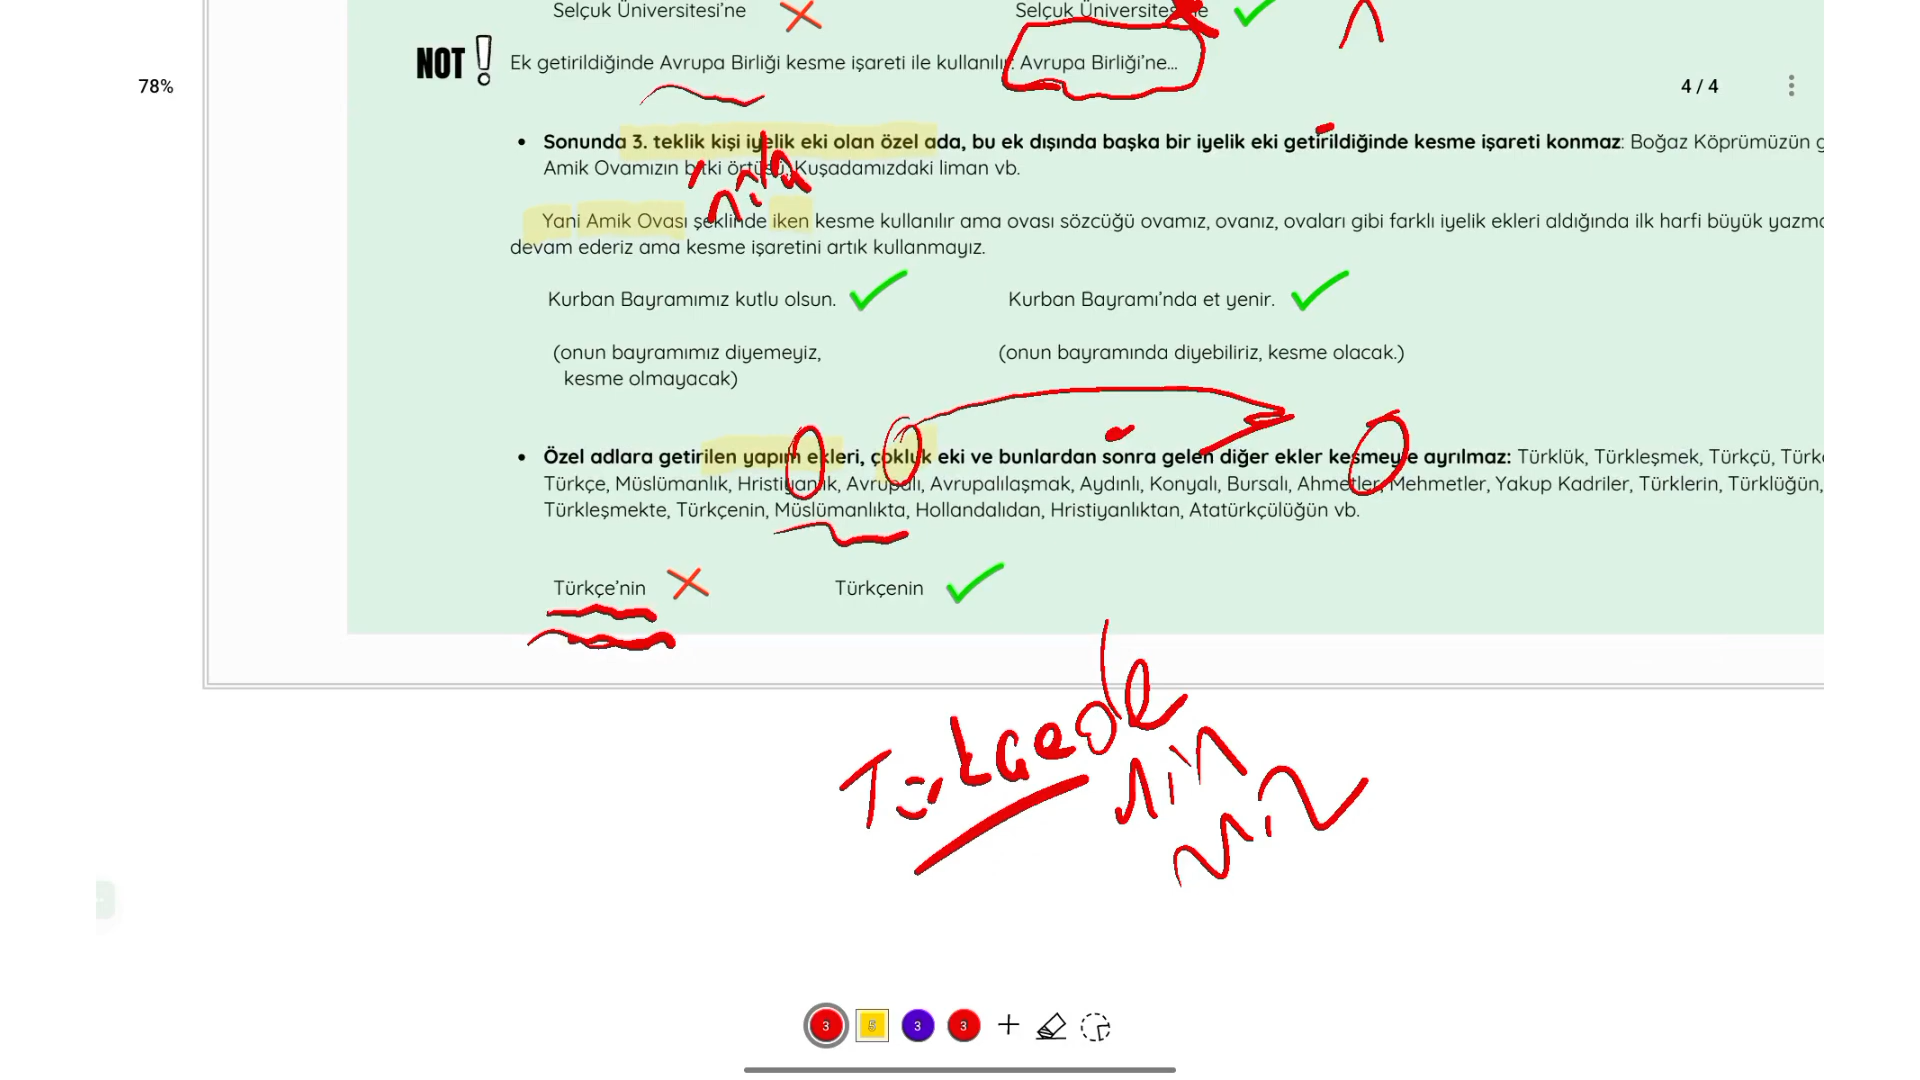 Selçuk Üniversitesi’ne
NOT!
Ek getirildiğinde Avrupa Birliği kesme işareti ile kullanılır: Avrupa Birliği’ne...
78%
4 / 4
• Sonunda 3. teklik kişi iyelik eki olan özel ada, bu ek dışında başka bir iyelik eki getirildiğinde kesme işareti konmaz: Boğaz Köprümüzün
Amik Ovamızın bitki örtüsü, Kuşadamızdaki liman vb.
Yani Amik Ovası şeklinde iken kesme kullanılır ama ovası sözcüğü ovamız, ovanız, ovaları gibi farklı iyelik ekleri aldığında ilk harfi büyük
devam ederiz ama kesme işaretini artık kullanmayız.
Kurban Bayramımız kutlu olsun. Kurban Bayramı’nda et yenir.
(onun bayramımız diyemeyiz, (onun bayramında diyebiliriz, kesme olacak.)
kesme olmayacak)
• Özel adlara getirilen yapım ekleri, çokluk eki ve bunlardan sonra gelen diğer ekler kesmeyle ayrılmaz: Türklük, Türkleşmek, Türkçü,
Türkçe, Müslümanlık, Hristiyanlık, Avrupalı, Avrupalılaşmak, Aydınlı, Konyalı, Bursalı, Ahmetler, Mehmetler, Yakup Kadriler, Türklerin, Türklüğün,
Türkleşmekte, Türkçenin, Müslümanlıkta, Hollandalıdan, Hristiyanlıktan, Atatürkçülüğün vb.
Türkçe’nin Türkçenin
Türkçede
nin
miz
3 5 3 3